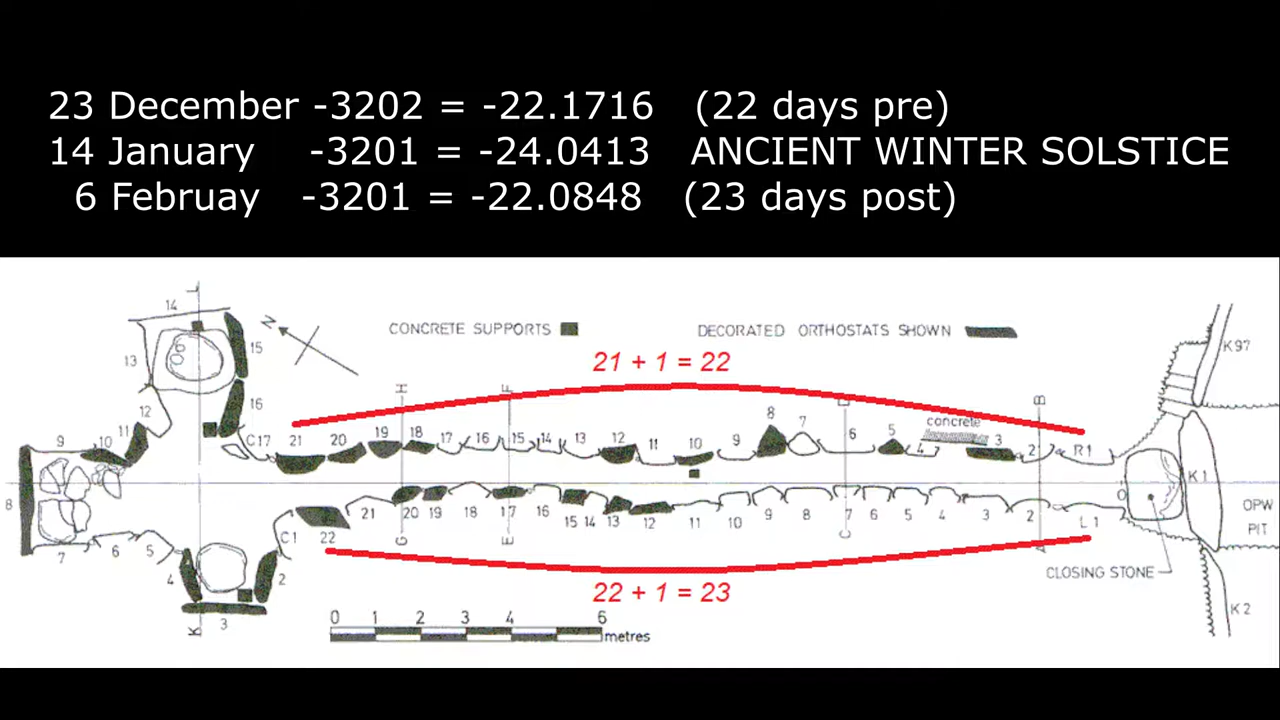 23 December -3202 = -22.1716 (22 days pre)
14 January -3201 = -24.0413 ANCIENT WINTER SOLSTICE
6 Februay -3201 = -22.0848 (23 days post)
14
L
N
CONCRETE SUPPORTS
DECORATED ORTHOSTATS SHOWN
K97
13
15
21 + 1 = 22
H
F
D
B
12
16
11
10
9
C17
21
20
19
18
17
16
15
14
13
12
11
10
9
8
7
6
5
4
concrete
3
2
R1
K1
8
O
OPW
PIT
7
6
5
4
3
2
C1
22
21
20
19
18
17
16
15
14
13
12
11
10
9
8
7
6
5
4
3
2
L1
G
E
C
A
K
22 + 1 = 23
CLOSING STONE
K2
0 1 2 3 4 6
metres